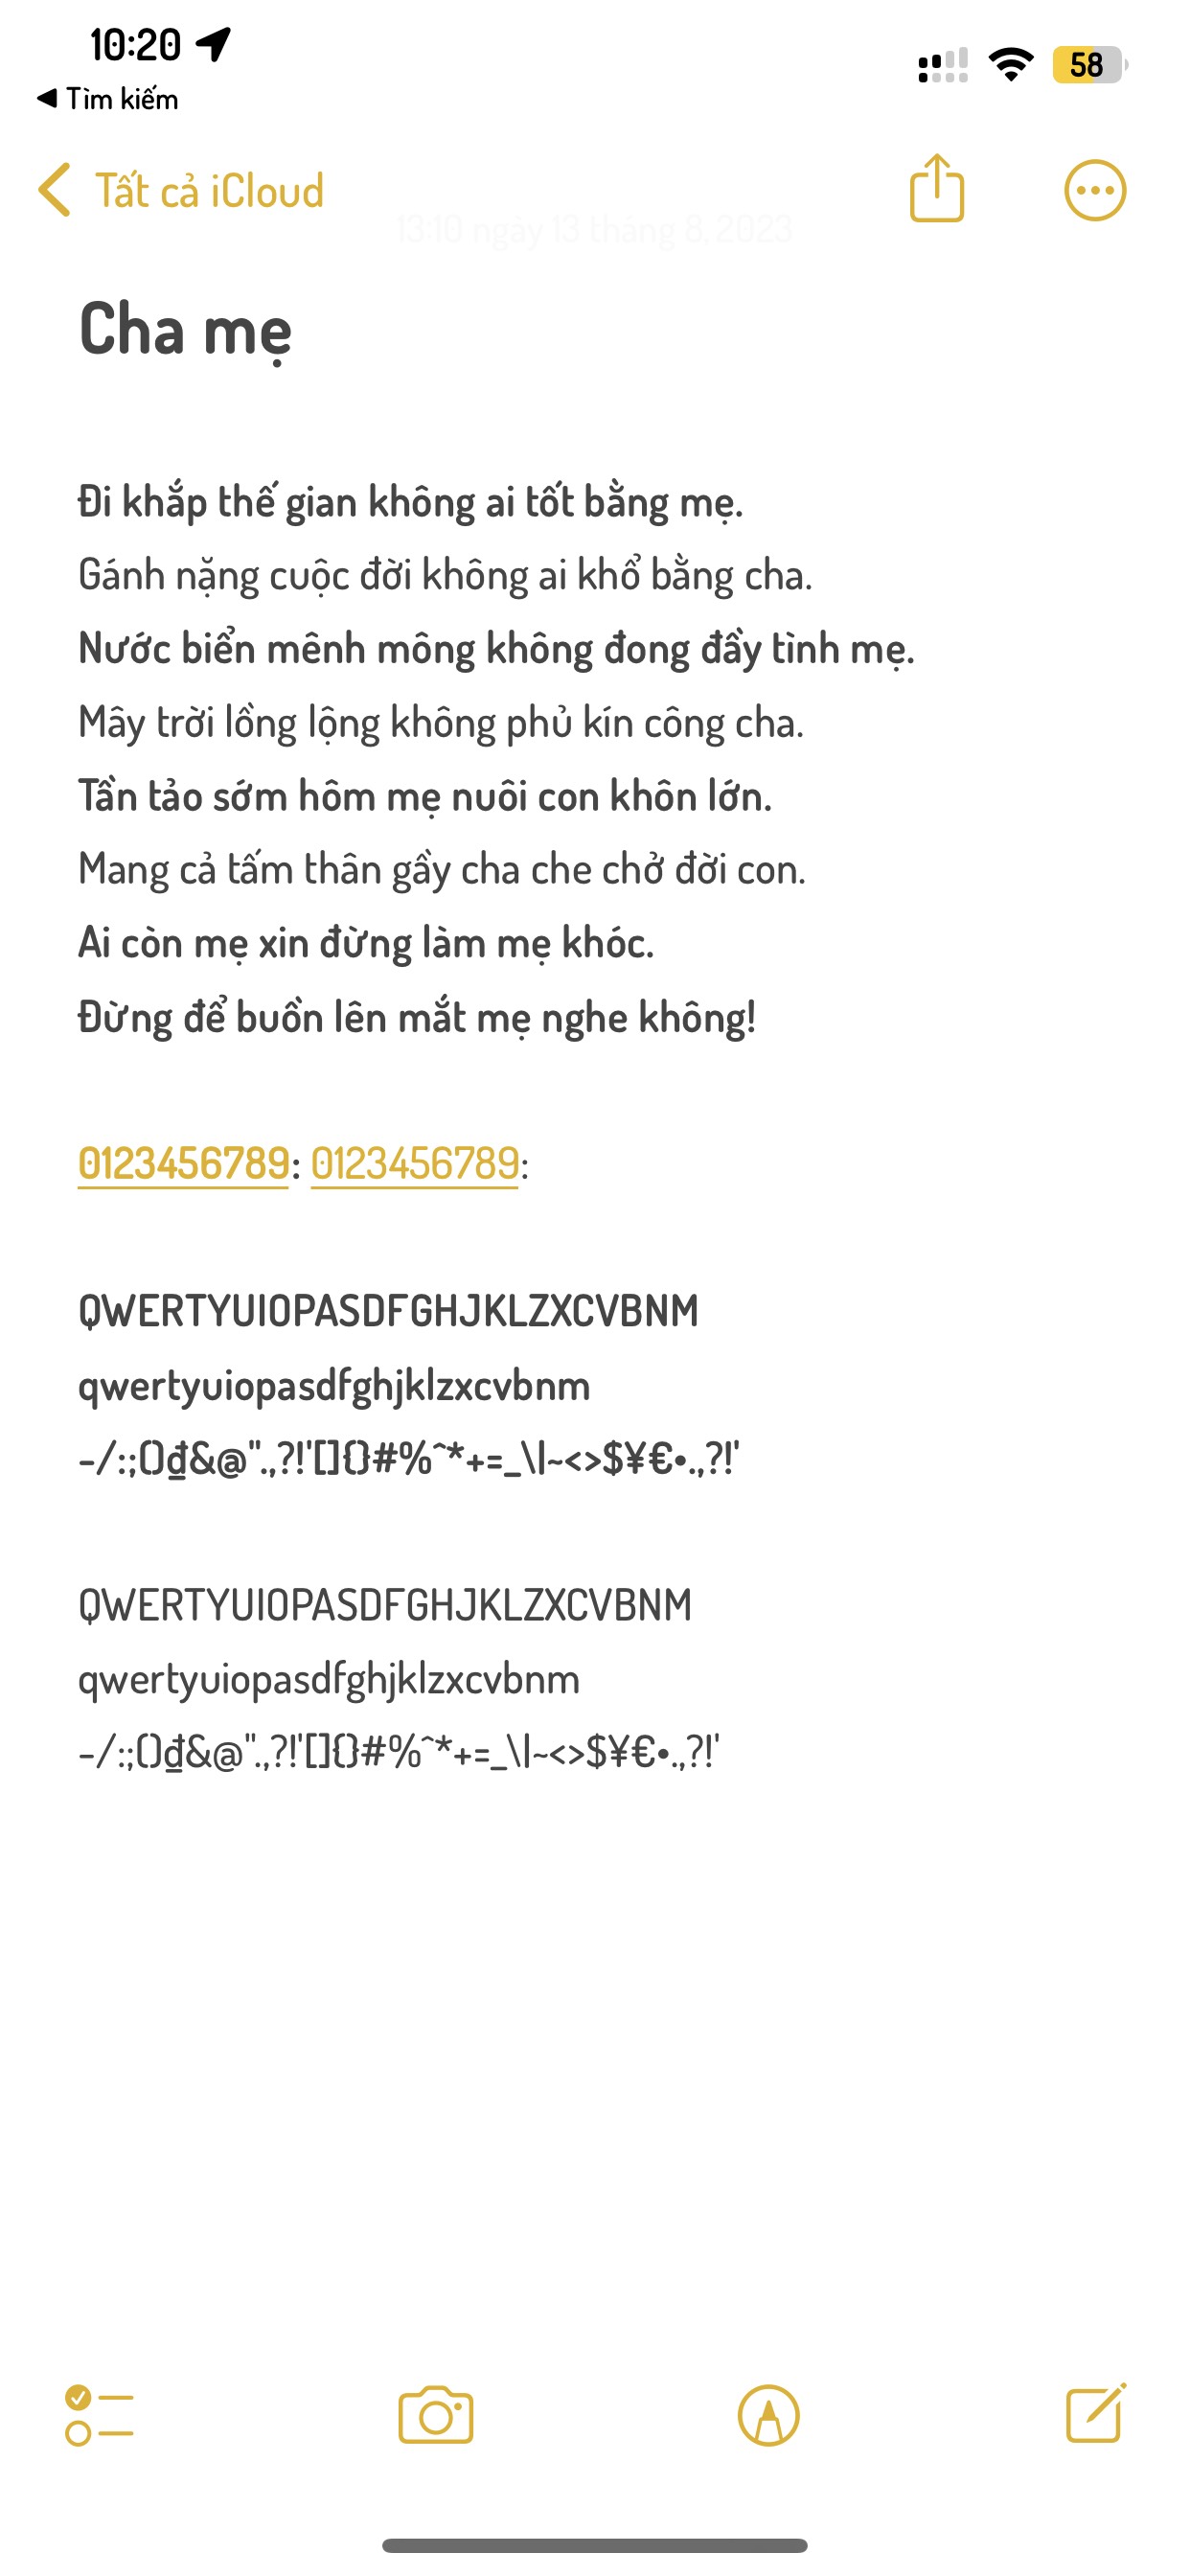 10:20
58
◀ Tìm kiếm
Tất cả iCloud
13:10 ngày 13 tháng 8, 2023
Cha mẹ
Đi khắp thế gian không ai tốt bằng mẹ.
Gánh nặng cuộc đời không ai khổ bằng cha.
Nước biển mênh mông không đong đầy tình mẹ.
Mây trời lồng lộng không phủ kín công cha.
Tần tảo sớm hôm mẹ nuôi con khôn lớn.
Mang cả tấm thân gầy cha che chở đời con.
Ai còn mẹ xin đừng làm mẹ khóc.
Đừng để buồn lên mắt mẹ nghe không!
0123456789: 0123456789:
QWERTYUIOPASDFGHJKLZXCVBNM
qwertyuiopasdfghjklzxcvbnm
-/:;()₫&@".,?!'[]{}#%^*+=_\|~<>$¥€•.,?!'
QWERTYUIOPASDFGHJKLZXCVBNM
qwertyuiopasdfghjklzxcvbnm
-/:;()₫&@".,?!'[]{}#%^*+=_\|~<>$¥€•.,?!'